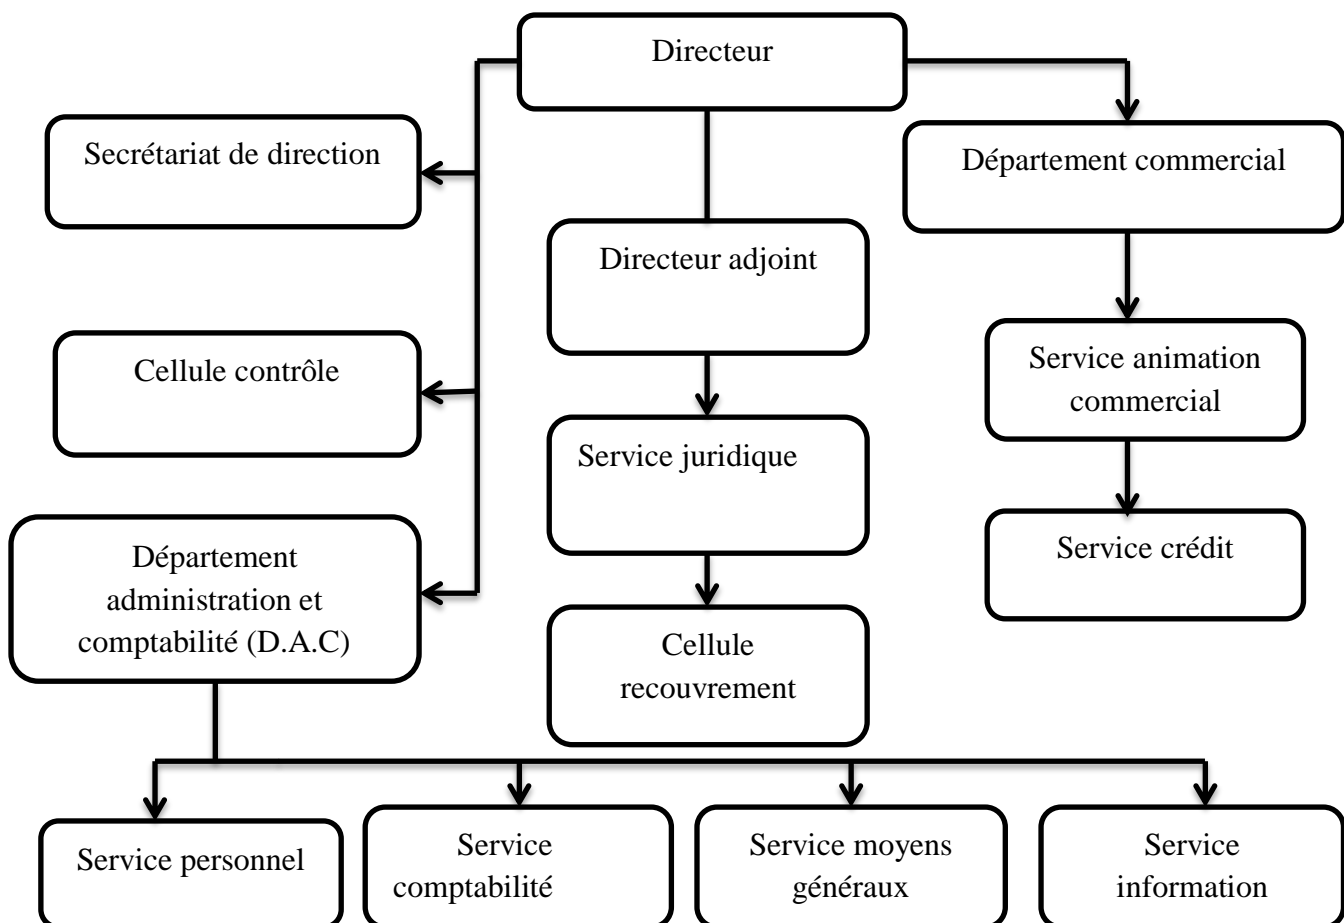 Directeur
Secrétariat de direction
Département commercial
Directeur adjoint
Cellule contrôle
Service animation
commercial
Service juridique
Service crédit
Département
administration et
comptabilité (D.A.C)
Cellule
recouvrement
Service personnel
Service
comptabilité
Service moyens
généraux
Service
information